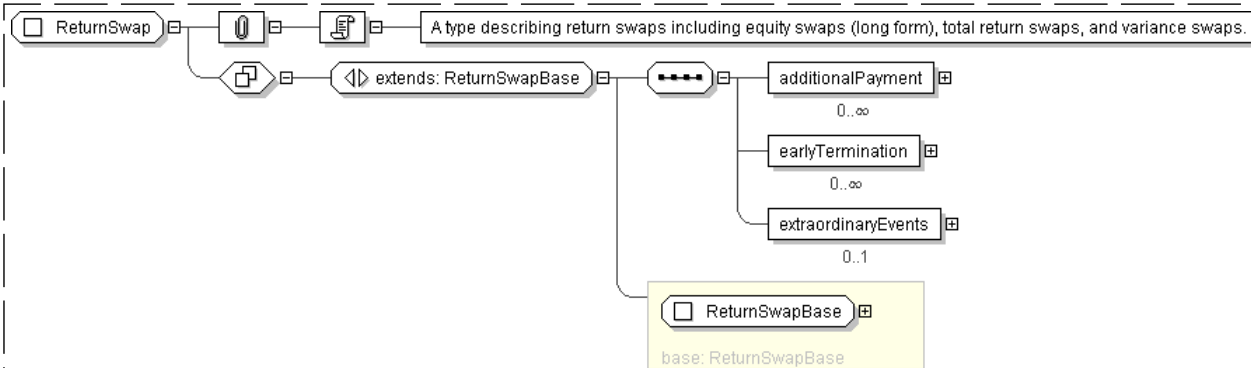 ReturnSwap
A type describing return swaps including equity swaps (long form), total return swaps, and variance swaps.
extends: ReturnSwapBase
additionalPayment
0..∞
earlyTermination
0..∞
extraordinaryEvents
0..1
ReturnSwapBase
base: ReturnSwapBase